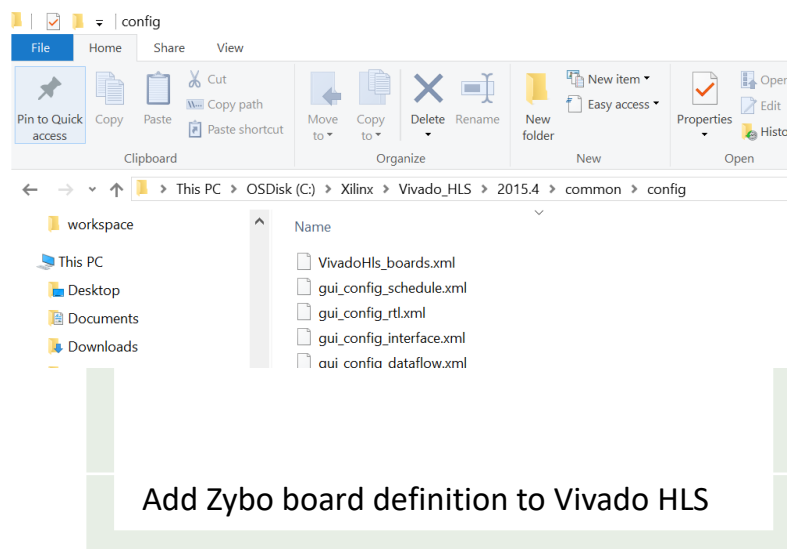 config
File Home Share View
Pin to Quick access
Copy
Paste
Cut
Copy path
Paste shortcut
Move to
Copy to
Delete
Rename
New folder
New item
Easy access
Properties
Open
Edit
Histo
Clipboard Organize New Open
This PC > OSDisk (C:) > Xilinx > Vivado_HLS > 2015.4 > common > config
workspace
This PC
Desktop
Documents
Downloads
Name
VivadoHls_boards.xml
gui_config_schedule.xml
gui_config_rtl.xml
gui_config_interface.xml
gui_config_dataflow.xml
Add Zybo board definition to Vivado HLS